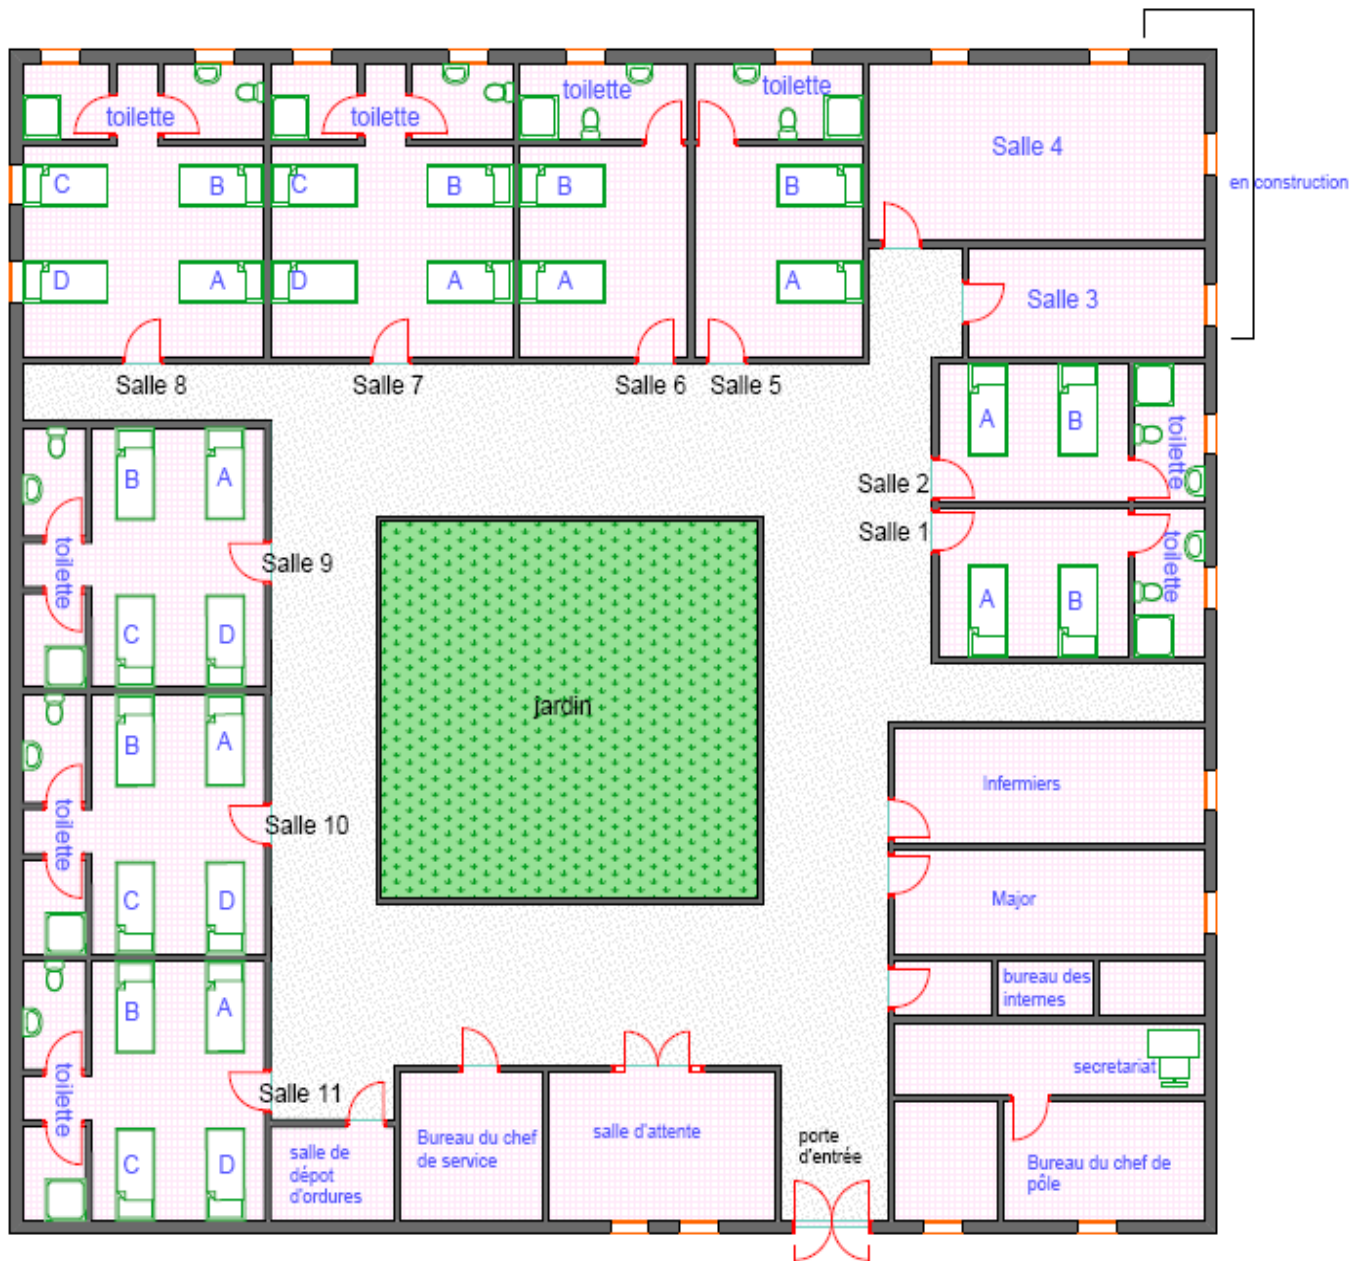 toilette
toilette
toilette
toilette
Salle 4
en construction
C
B
C
B
B
B
D
A
D
A
A
A
Salle 3
Salle 8
Salle 7
Salle 6
Salle 5
A
B
toilette
Salle 2
Salle 1
A
B
toilette
B
A
toilette
Salle 9
C
D
jardin
B
A
toilette
Salle 10
C
D
Infermiers
Major
bureau des
internes
B
A
toilette
Salle 11
C
D
secretariat
salle de
dépot
d'ordures
Bureau du chef
de service
salle d'attente
porte
d'entrée
Bureau du chef de
pôle